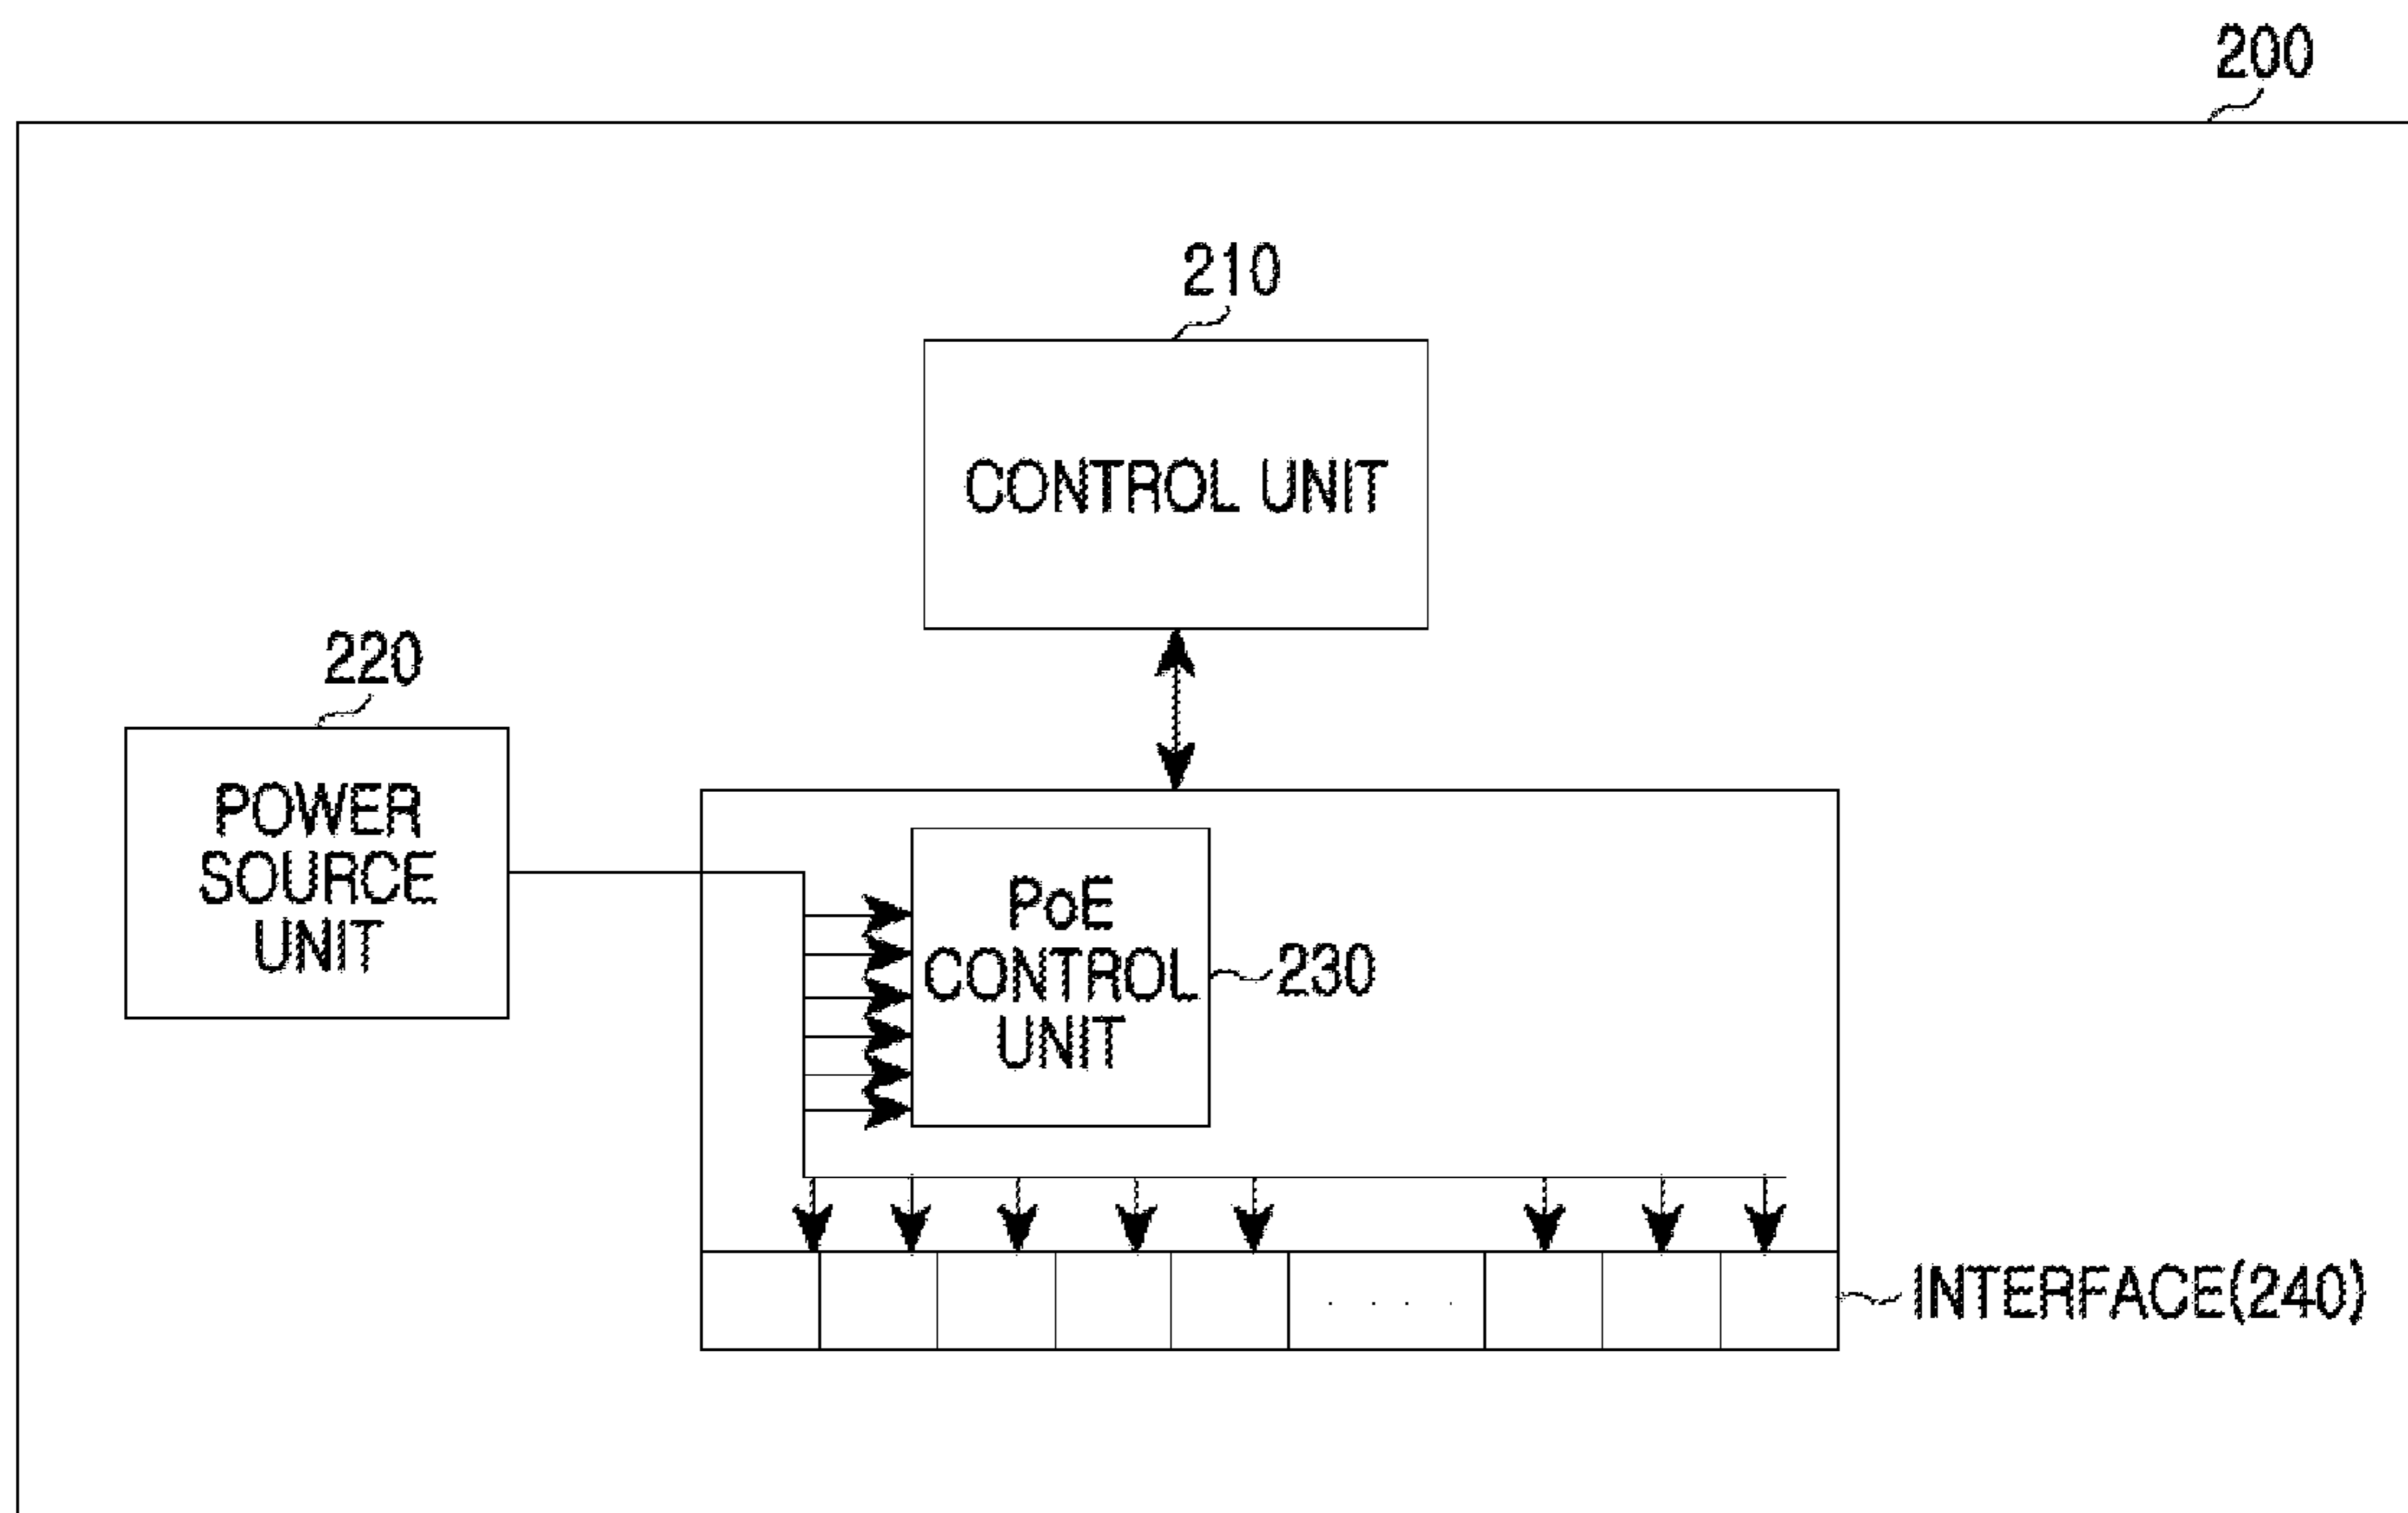 200
210
CONTROL UNIT
220
POWER
SOURCE
UNIT
PoE
CONTROL
UNIT
230
INTERFACE(240)